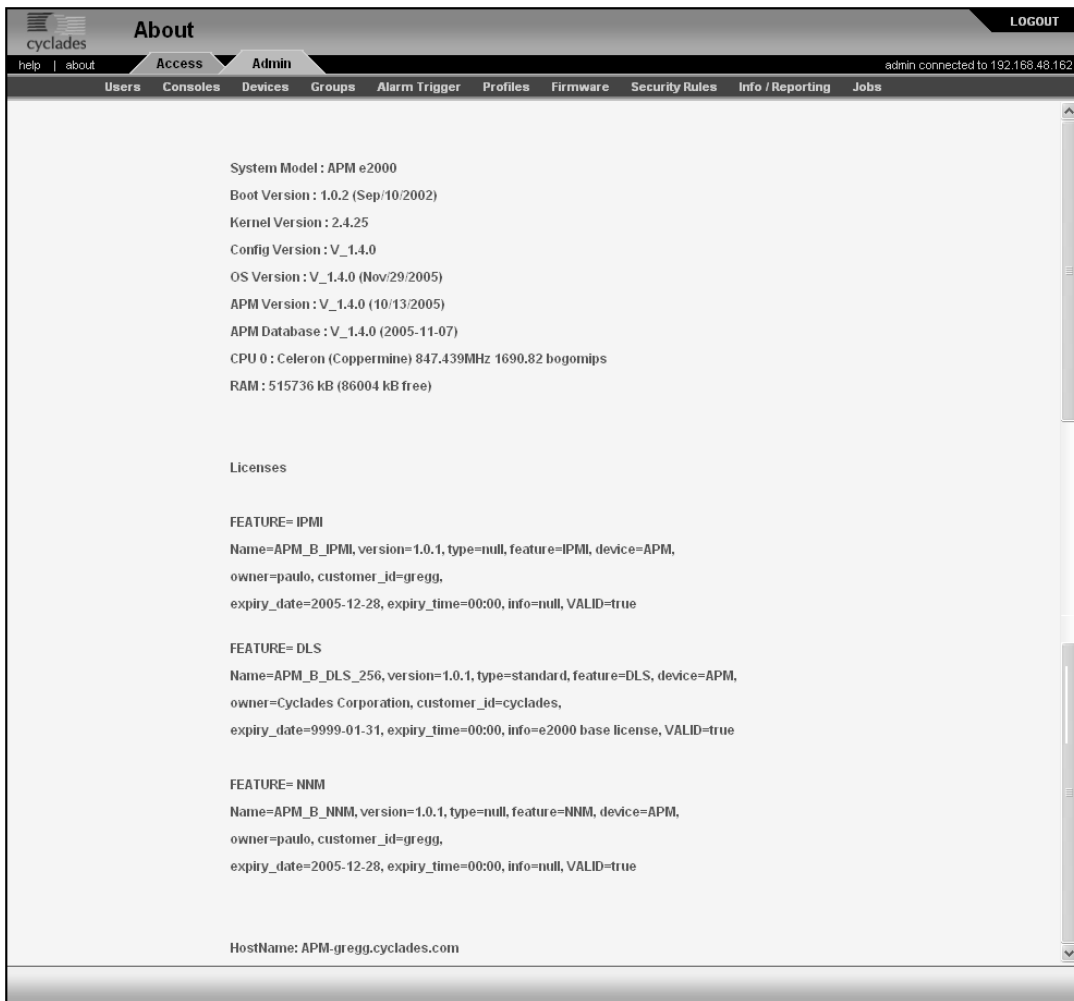 cyclades
About
LOGOUT
help | about
Access
Admin
admin connected to 192.168.48.162
Users Consoles Devices Groups Alarm Trigger Profiles Firmware Security Rules Info / Reporting Jobs
System Model : APM e2000
Boot Version : 1.0.2 (Sep/10/2002)
Kernel Version : 2.4.25
Config Version : V_1.4.0
OS Version : V_1.4.0 (Nov/29/2005)
APM Version : V_1.4.0 (10/13/2005)
APM Database : V_1.4.0 (2005-11-07)
CPU 0 : Celeron (Coppermine) 847.439MHz 1690.82 bogomips
RAM : 515736 kB (86004 kB free)
Licenses
FEATURE= IPMI
Name=APM_B_IPMI, version=1.0.1, type=null, feature=IPMI, device=APM,
owner=paulo, customer_id=gregg,
expiry_date=2005-12-28, expiry_time=00:00, info=null, VALID=true
FEATURE= DLS
Name=APM_B_DLS_256, version=1.0.1, type=standard, feature=DLS, device=APM,
owner=Cyclades Corporation, customer_id=cyclades,
expiry_date=9999-01-31, expiry_time=00:00, info=e2000 base license, VALID=true
FEATURE= NNM
Name=APM_B_NNM, version=1.0.1, type=null, feature=NNM, device=APM,
owner=paulo, customer_id=gregg,
expiry_date=2005-12-28, expiry_time=00:00, info=null, VALID=true
HostName: APM-gregg.cyclades.com